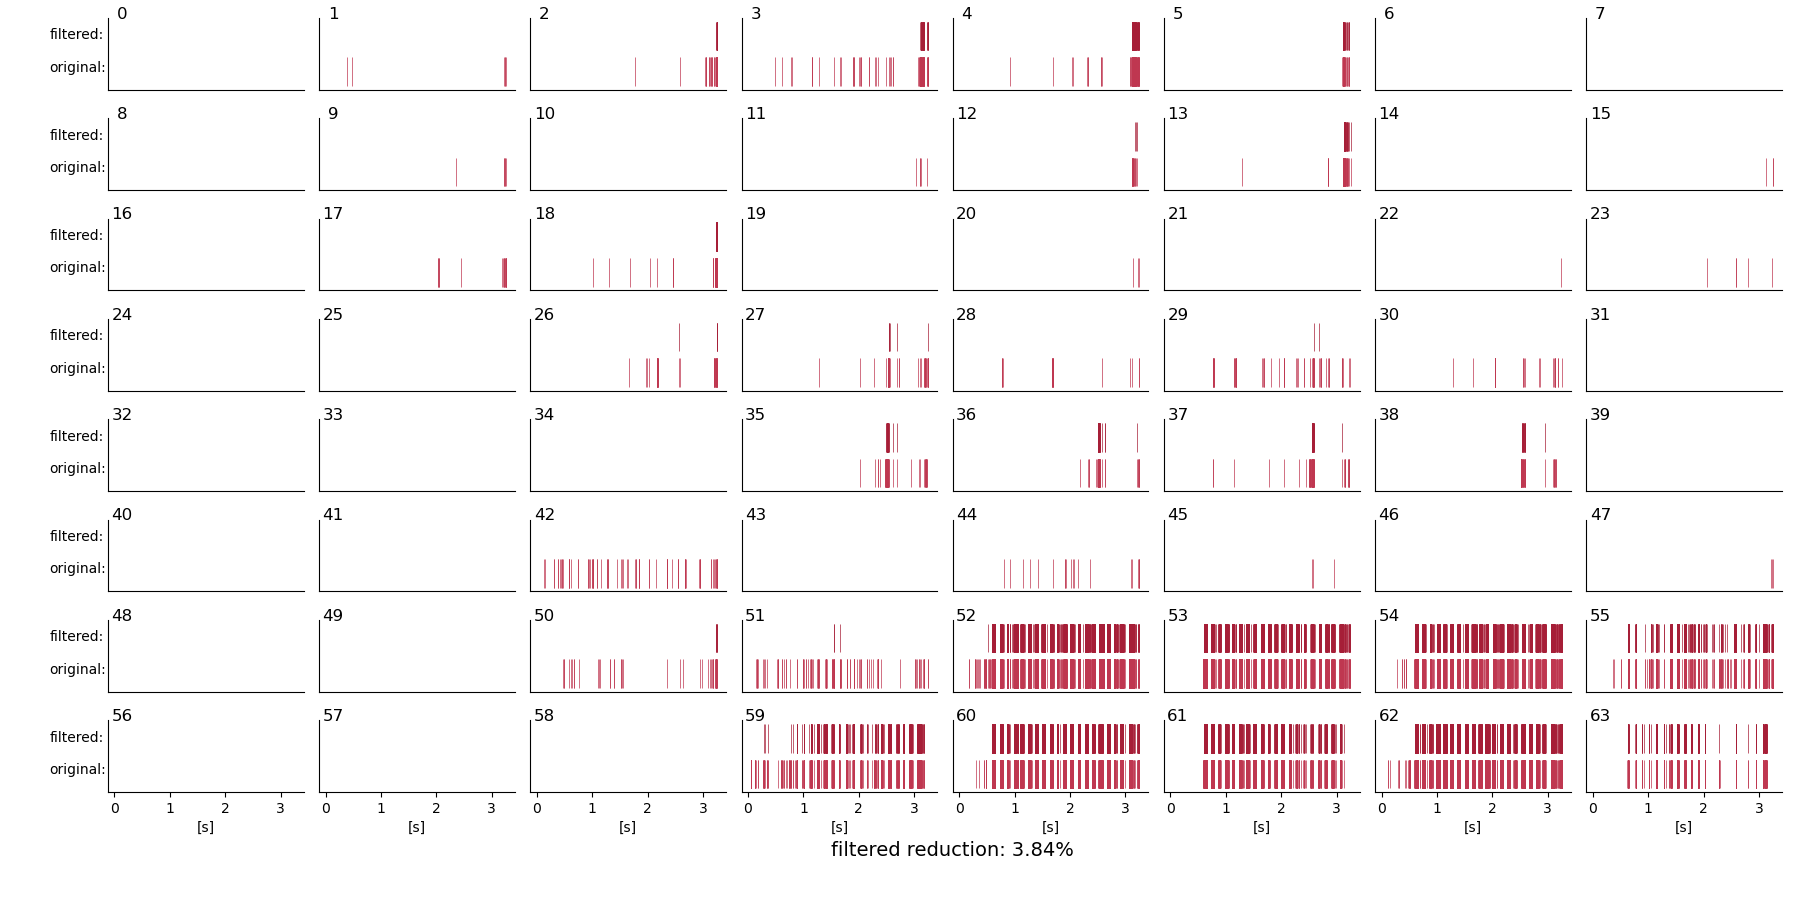 0 1 2 3 4 5 6 7
filtered:
original:
8 9 10 11 12 13 14 15
filtered:
original:
16 17 18 19 20 21 22 23
filtered:
original:
24 25 26 27 28 29 30 31
filtered:
original:
32 33 34 35 36 37 38 39
filtered:
original:
40 41 42 43 44 45 46 47
filtered:
original:
48 49 50 51 52 53 54 55
filtered:
original:
56 57 58 59 60 61 62 63
filtered:
original:
0 1 2 3 0 1 2 3 0 1 2 3 0 1 2 3 0 1 2 3 0 1 2 3 0 1 2 3 0 1 2 3
[s] [s] [s] [s] [s] [s] [s] [s]
filtered reduction: 3.84%